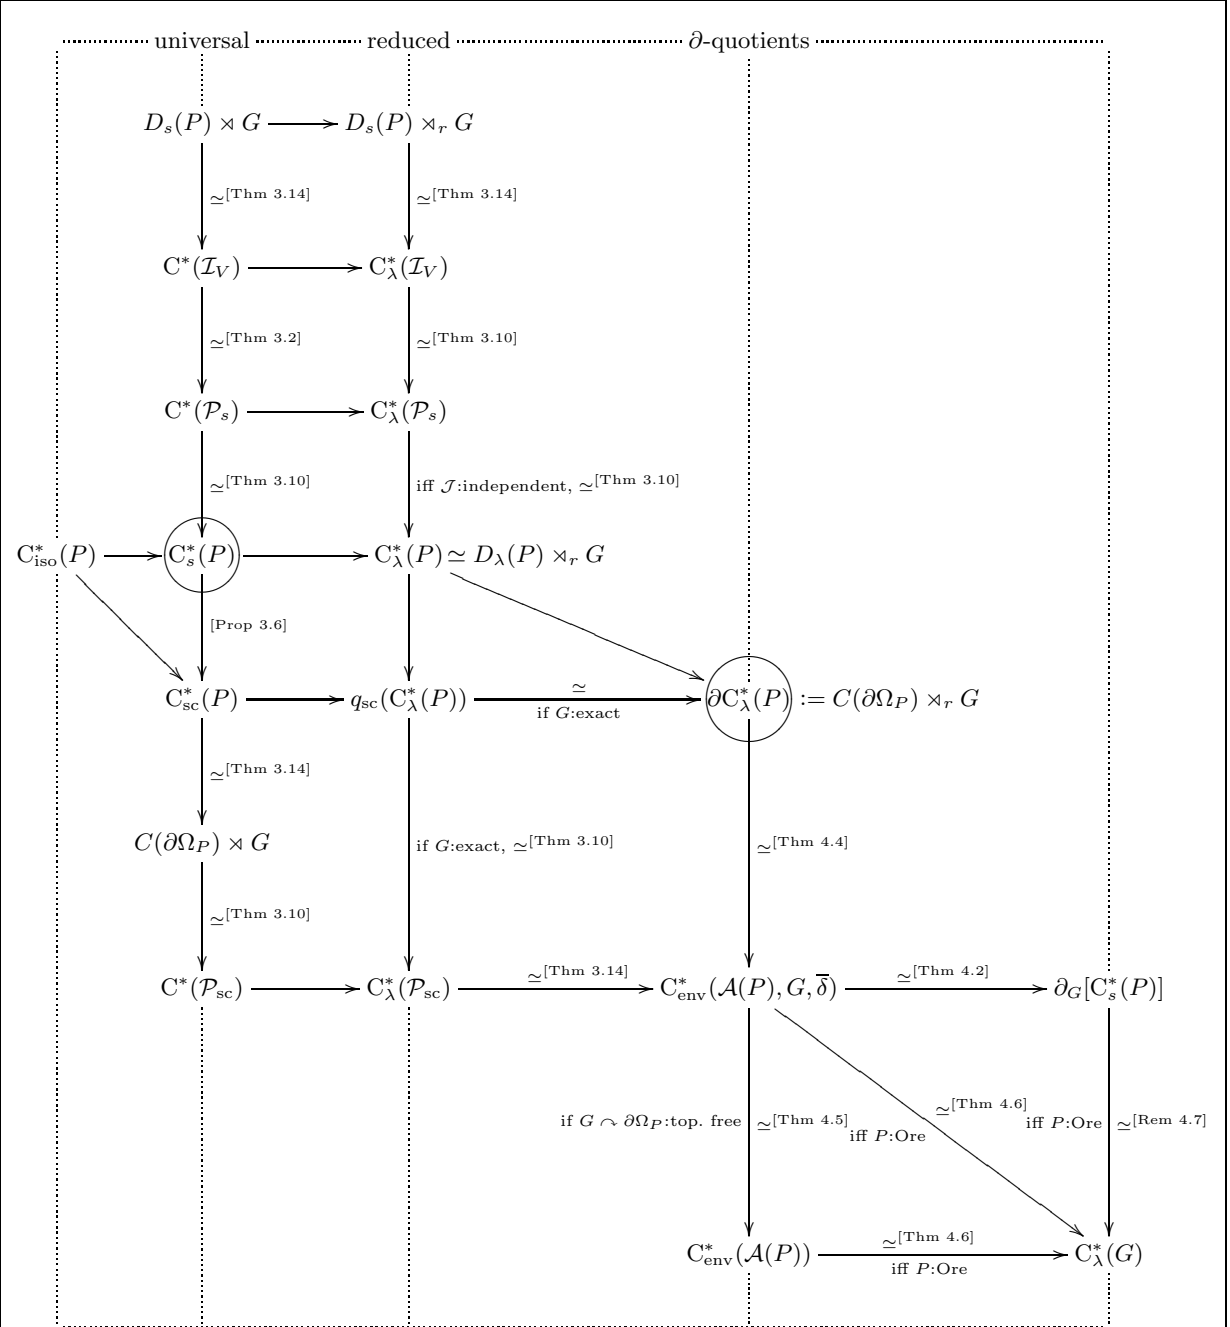 universal reduced ∂-quotients
D_s(P) ⋊ G D_s(P) ⋊_r G
≃[Thm 3.14] ≃[Thm 3.14]
C*(ℐ_V) C*_λ(ℐ_V)
≃[Thm 3.2] ≃[Thm 3.10]
C*(𝒫_s) C*_λ(𝒫_s)
≃[Thm 3.10] iff 𝒥:independent, ≃[Thm 3.10]
C*_iso(P) C*_s(P) C*_λ(P) ≃ D_λ(P) ⋊_r G
[Prop 3.6]
≃
C*_sc(P) q_sc(C*_λ(P)) ∂C*_λ(P) := C(∂Ω_P) ⋊_r G
if G:exact
≃[Thm 3.14]
C(∂Ω_P) ⋊ G if G:exact, ≃[Thm 3.10] ≃[Thm 4.4]
≃[Thm 3.10]
≃[Thm 3.14] ≃[Thm 4.2]
C*(𝒫_sc) C*_λ(𝒫_sc) C*_env(𝒜(P), G, δ̅) ∂_G[C*_s(P)]
≃[Thm 4.6]
if G ↷ ∂Ω_P:top. free ≃[Thm 4.5] iff P:Ore ≃[Rem 4.7]
iff P:Ore
≃[Thm 4.6]
C*_env(𝒜(P)) C*_λ(G)
iff P:Ore